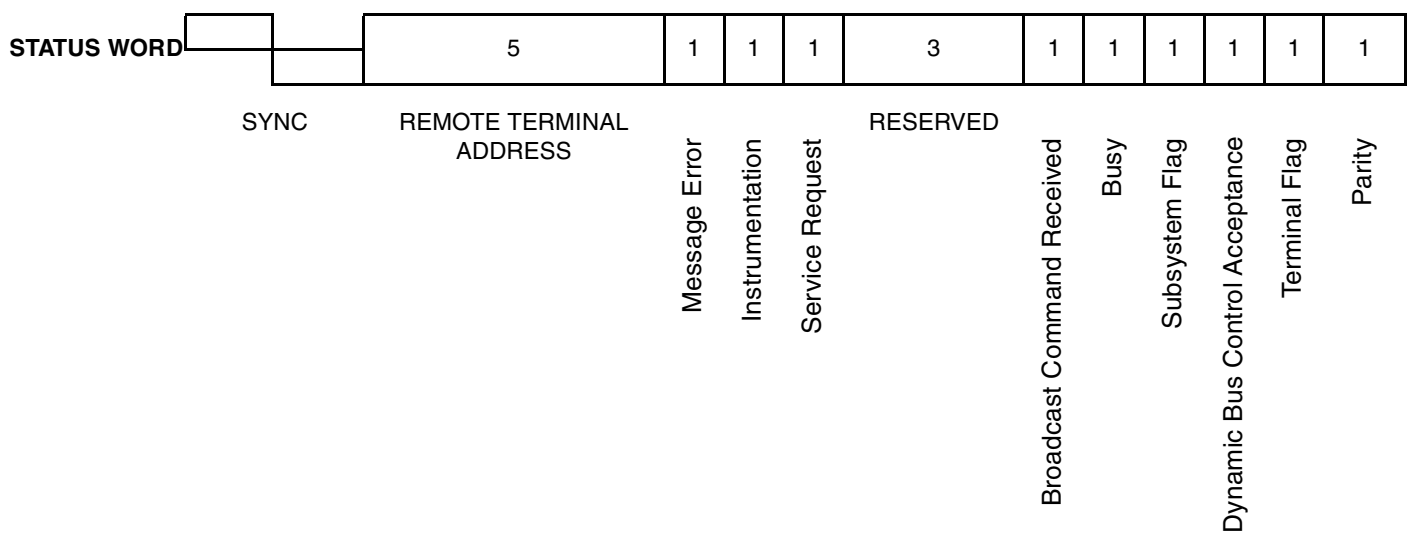 STATUS WORD
5
1
1
1
3
1
1
1
1
1
1
SYNC
REMOTE TERMINAL
ADDRESS
RESERVED
Message Error
Instrumentation
Service Request
Broadcast Command Received
Busy
Subsystem Flag
Dynamic Bus Control Acceptance
Terminal Flag
Parity